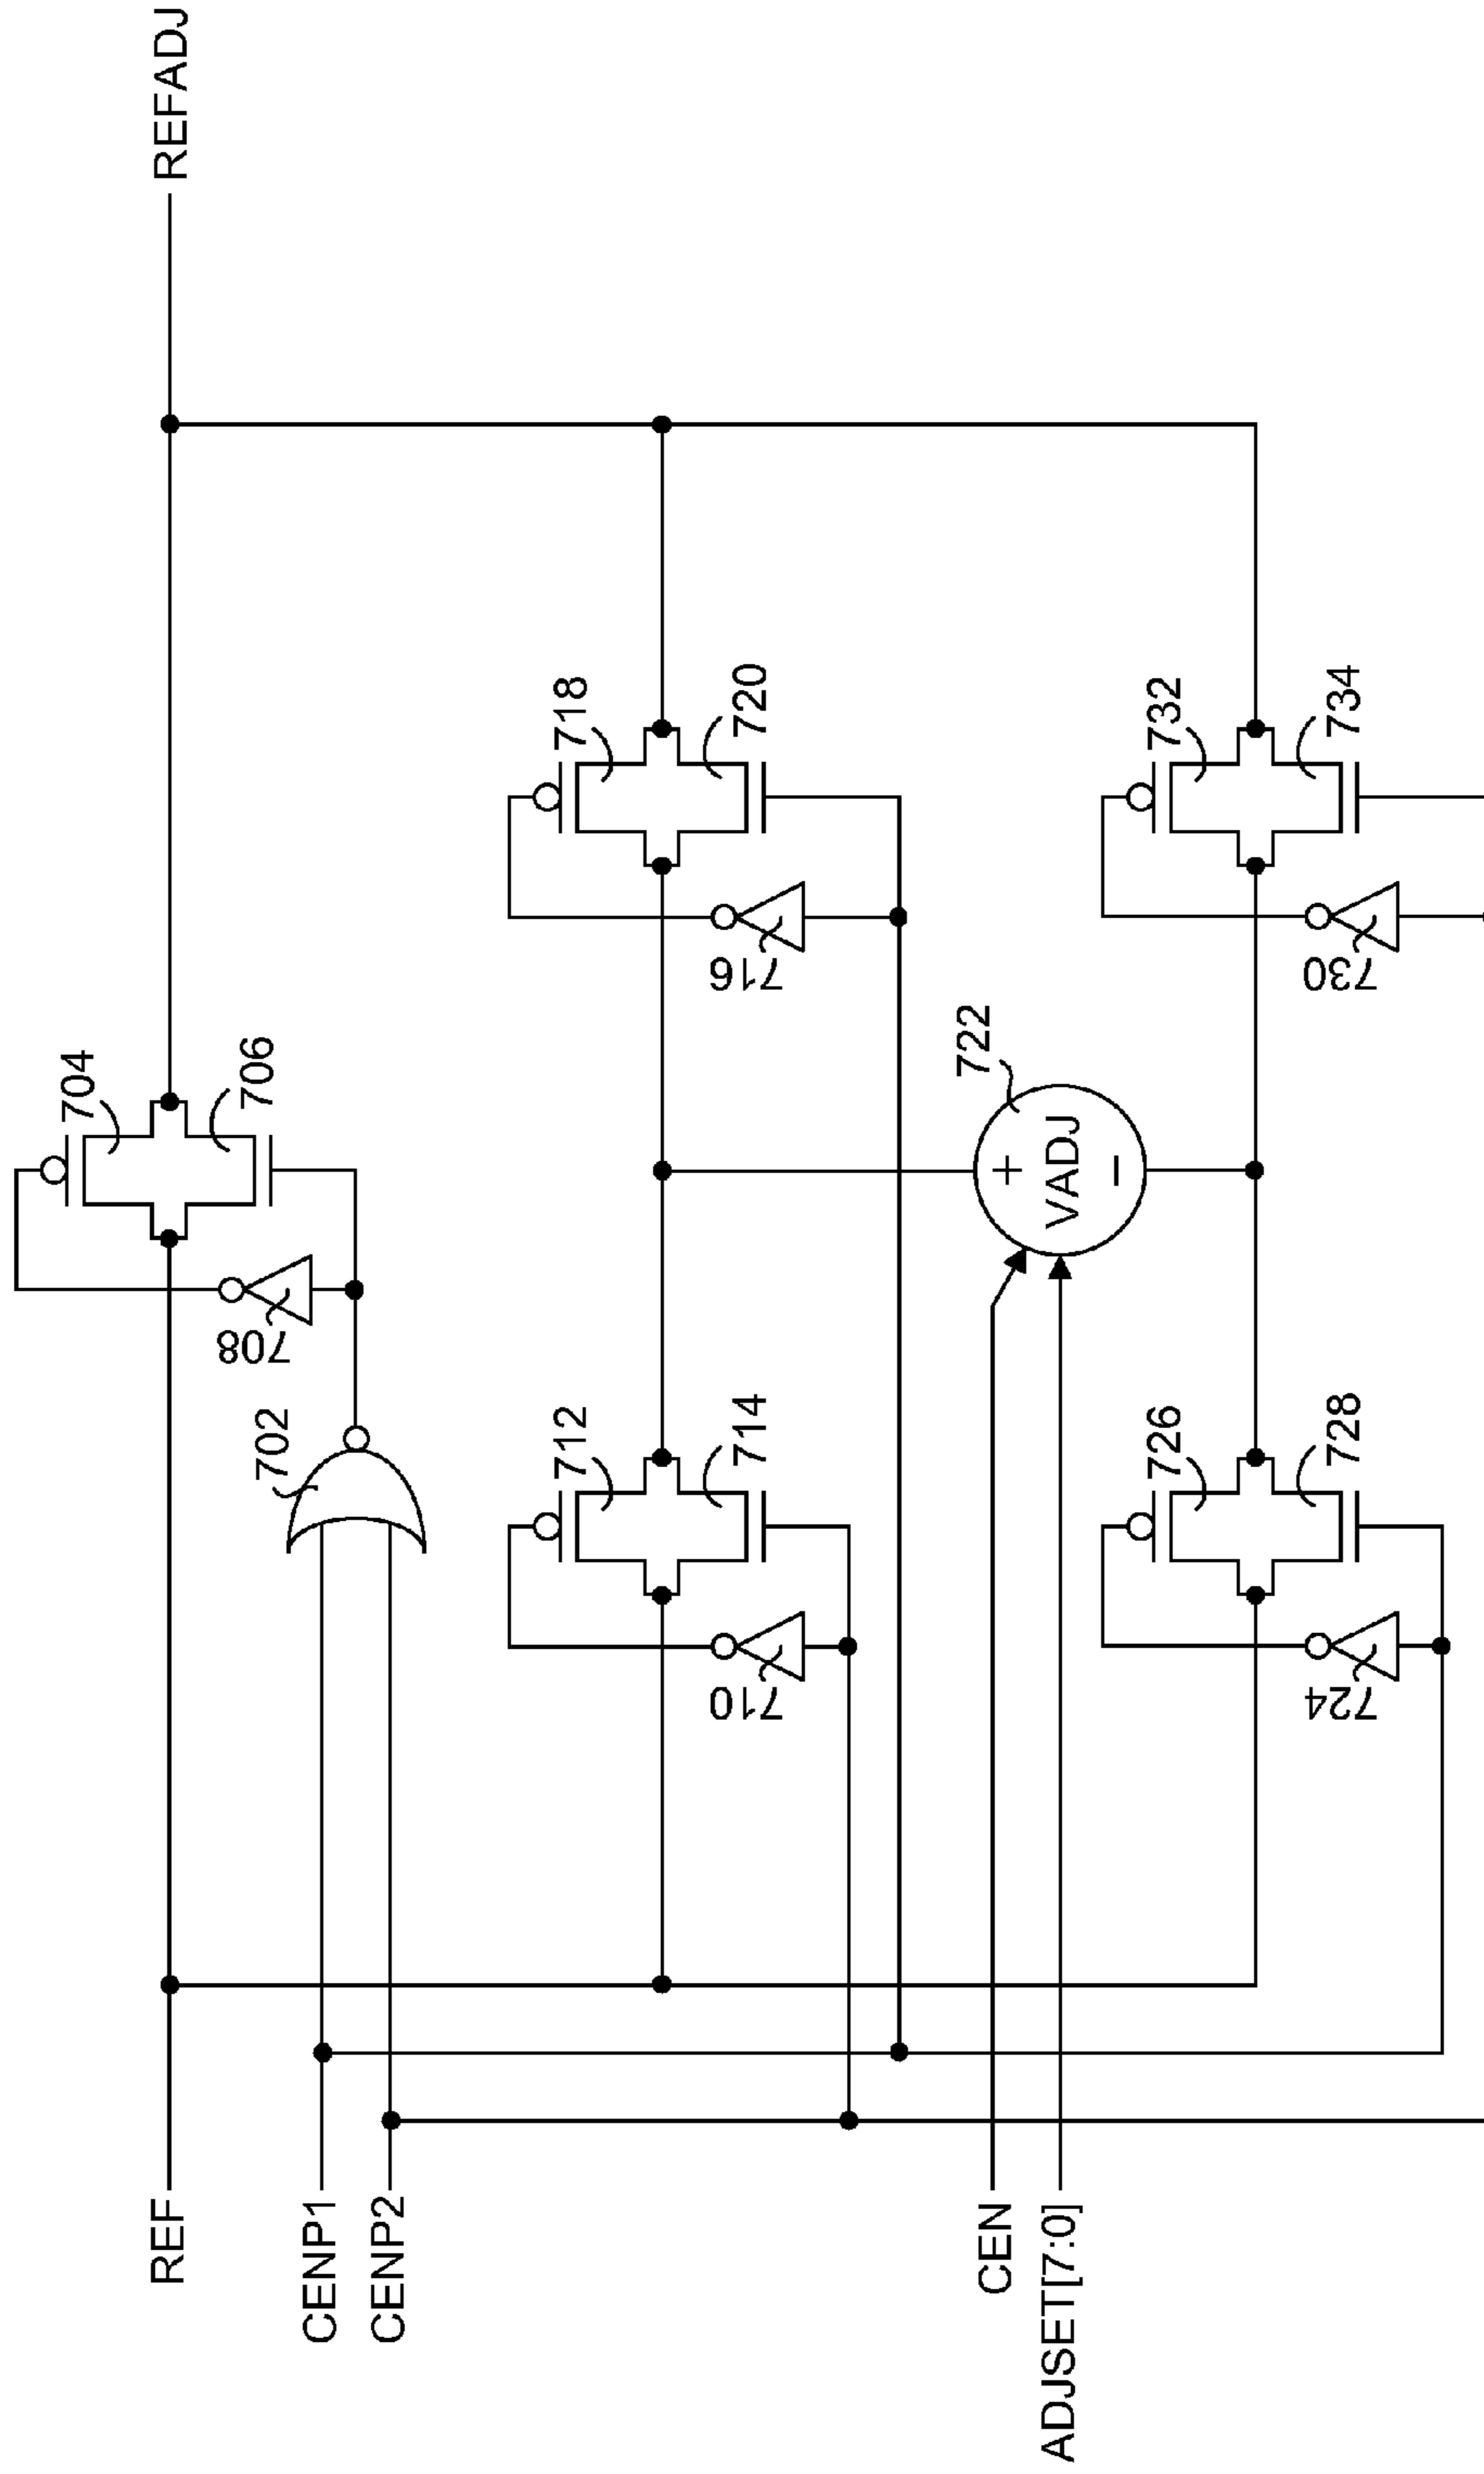 REF
CENP1
CENP2
CEN
ADJSET[7:0]
702
708
704
706
REFADJ
710
712
714
716
718
720
722
+
VADJ
−
724
726
728
730
732
734